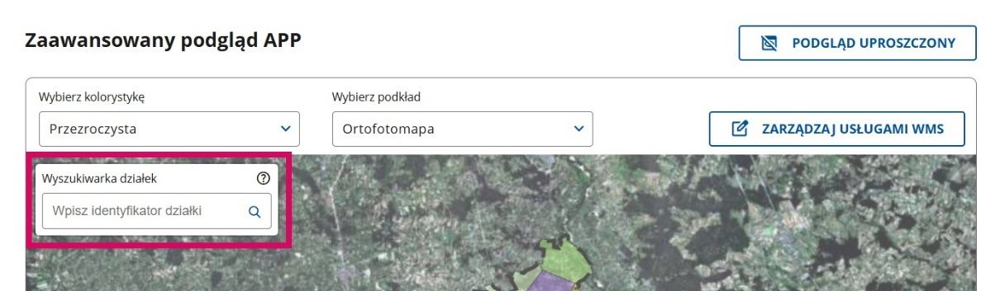 Zaawansowany podgląd APP
PODGLĄD UPROSZCZONY
Wybierz kolorystykę
Wybierz podkład
Przezroczysta
Ortofotomapa
ZARZĄDZAJ USŁUGAMI WMS
Wyszukiwarka działek
Wpisz identyfikator działki